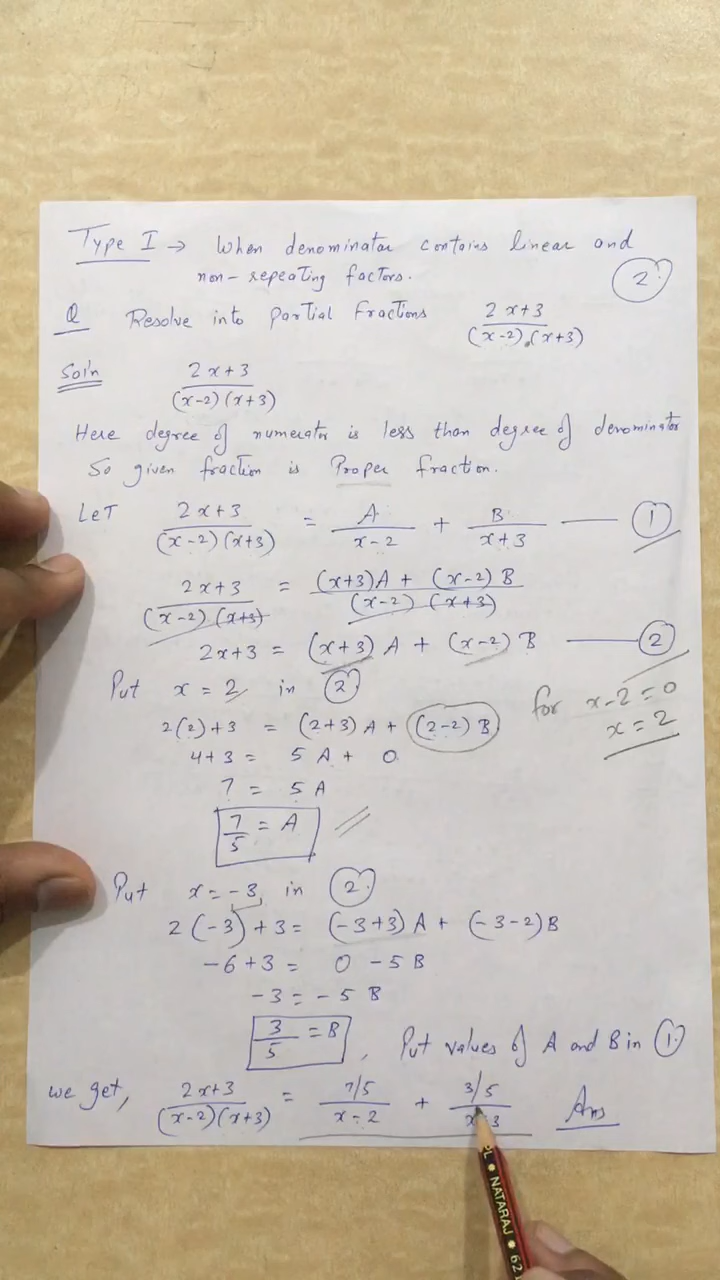 Type I → When denominator contains linear and
non-repeating factors.
2
Q Resolve into Partial Fractions 2x+3/(x-2).(x+3)
Soln 2x+3/(x-2)(x+3)
Here degree of numerator is less than degree of denominator
So given fraction is Proper fraction.
Let 2x+3/(x-2)(x+3) = A/x-2 + B/x+3 — 1
2x+3/(x-2)(x+3) = (x+3)A + (x-2)B/(x-2)(x+3)
2x+3 = (x+3)A + (x-2)B — 2
Put x = 2 in 2
for x-2=0
x=2
2(2)+3 = (2+3)A + (2-2)B
4+3 = 5A + 0
7 = 5A
7/5 = A
Put x = -3 in 2
2(-3)+3 = (-3+3)A + (-3-2)B
-6+3 = 0 -5B
-3 = -5B
3/5 = B, Put values of A and B in 1
we get, 2x+3/(x-2)(x+3) = 7/5/x-2 + 3/5/x+3 Ans
NATARAJ 62